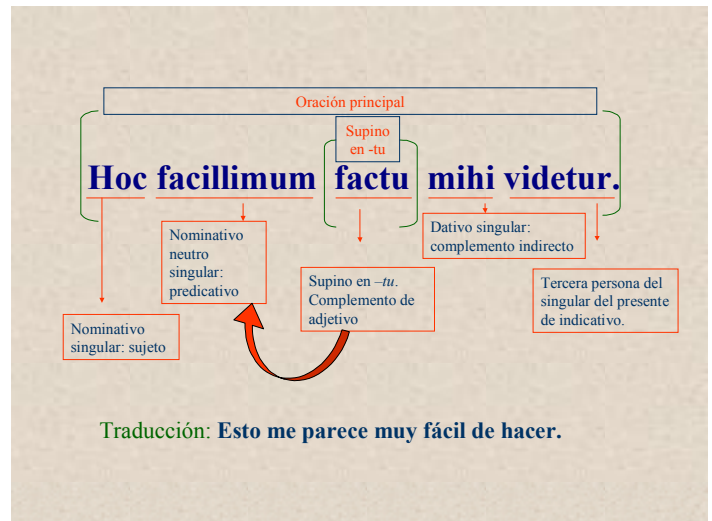 Oración principal
Supino
en -tu
Hoc facillimum factu mihi videtur.
Nominativo
neutro
singular:
predicativo
Dativo singular:
complemento indirecto
Supino en –tu.
Complemento de
adjetivo
Tercera persona del
singular del presente
de indicativo.
Nominativo
singular: sujeto
Traducción: Esto me parece muy fácil de hacer.